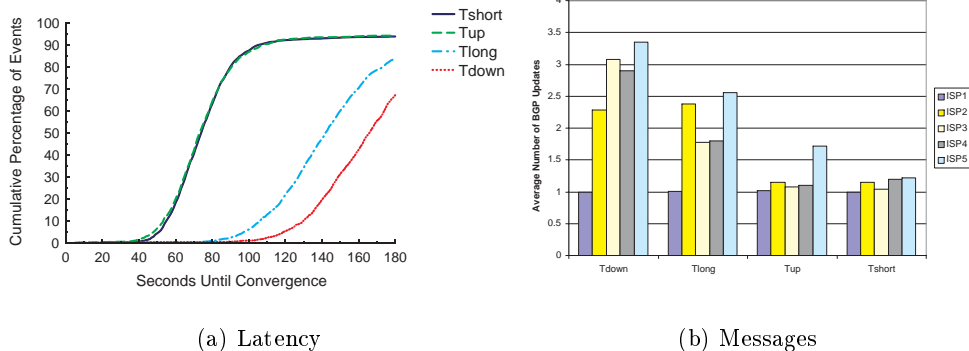 100
90
80
70
60
50
40
30
20
10
0
Cumulative Percentage of Events
0 20 40 60 80 100 120 140 160 180
Seconds Until Convergence
Tshort
Tup
Tlong
Tdown
(a) Latency
4
3.5
3
2.5
2
1.5
1
0.5
0
Average Number of BGP Updates
Tdown Tlong Tup Tshort
ISP1
ISP2
ISP3
ISP4
ISP5
(b) Messages